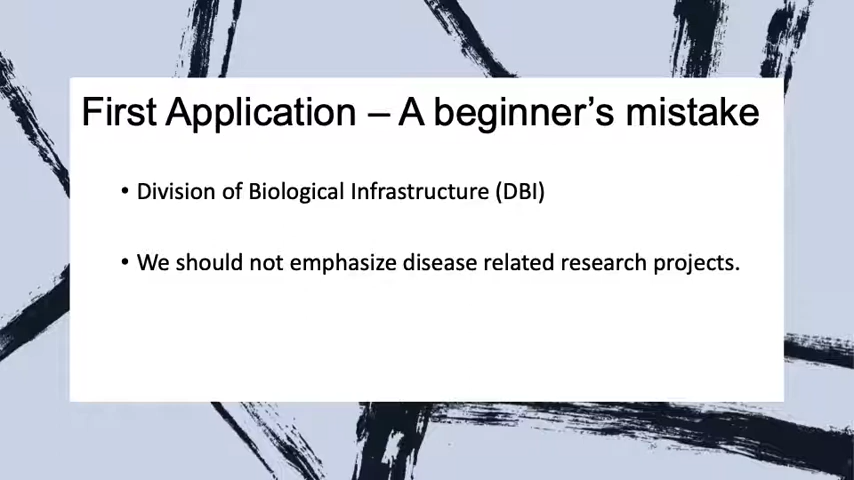 First Application – A beginner’s mistake
• Division of Biological Infrastructure (DBI)
• We should not emphasize disease related research projects.